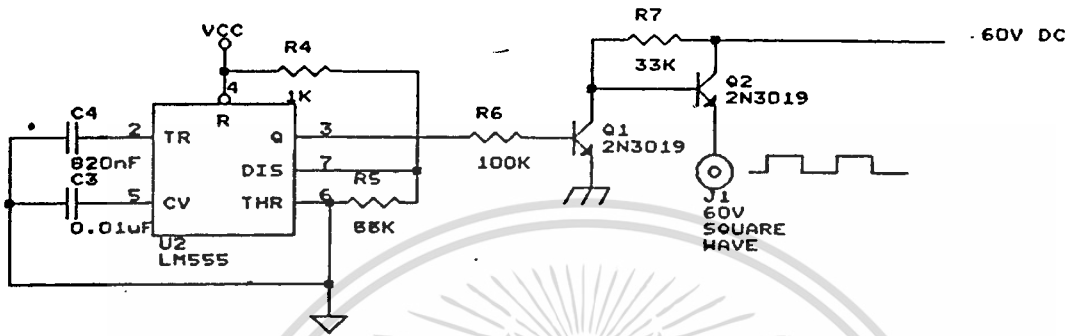 VCC
R4
1K
4
R
C4
820nF
2
TR
Q
3
DIS
7
C3
0.01uF
5
CV
THR
6
R5
88K
U2
LM555
R6
100K
Q1
2N3019
R7
33K
60V DC
Q2
2N3019
J1
60V
SQUARE
WAVE